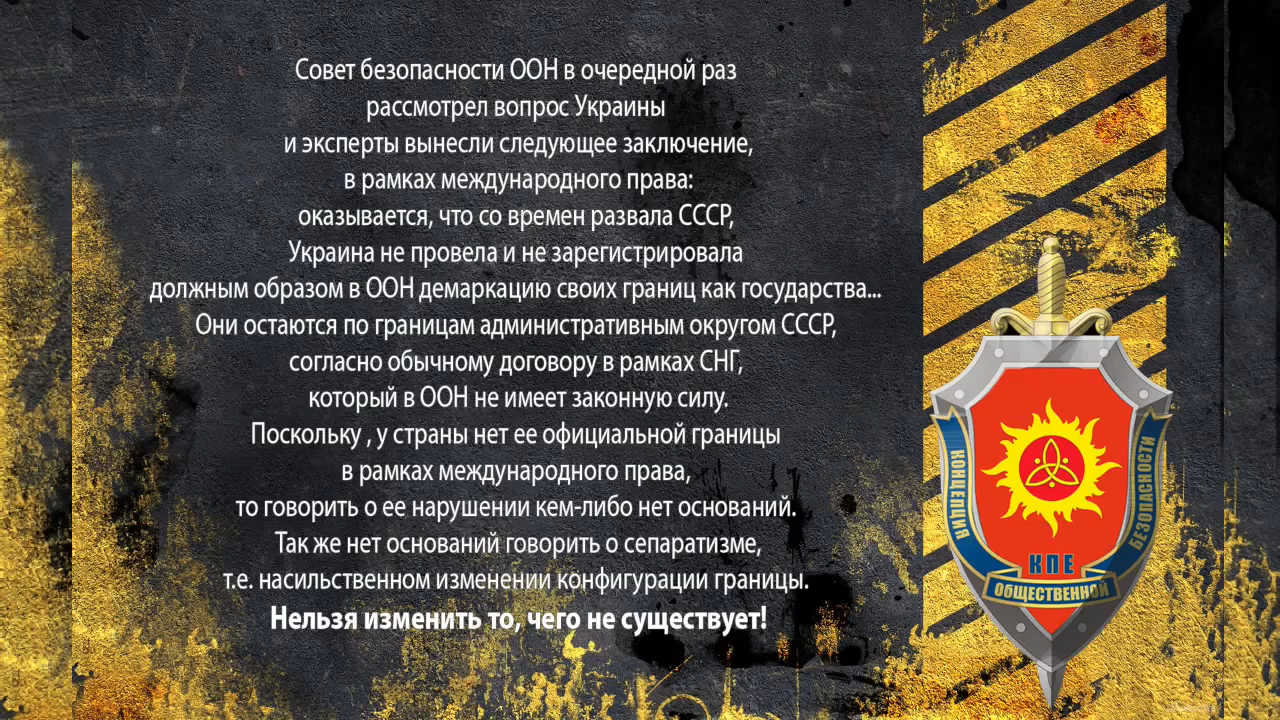 Совет безопасности ООН в очередной раз
рассмотрел вопрос Украины
и эксперты вынесли следующее заключение,
в рамках международного права:
оказывается, что со времен развала СССР,
Украина не провела и не зарегистрировала
должным образом в ООН демаркацию своих границ как государства...
Они остаются по границам административным округом СССР,
согласно обычному договору в рамках СНГ,
который в ООН не имеет законную силу.
Поскольку , у страны нет ее официальной границы
в рамках международного права,
то говорить о ее нарушении кем-либо нет оснований.
Так же нет оснований говорить о сепаратизме,
т.е. насильственном изменении конфигурации границы.
Нельзя изменить то, чего не существует!
КОНЦЕПЦИЯ
ОБЩЕСТВЕННОЙ
БЕЗОПАСНОСТИ
КПЕ